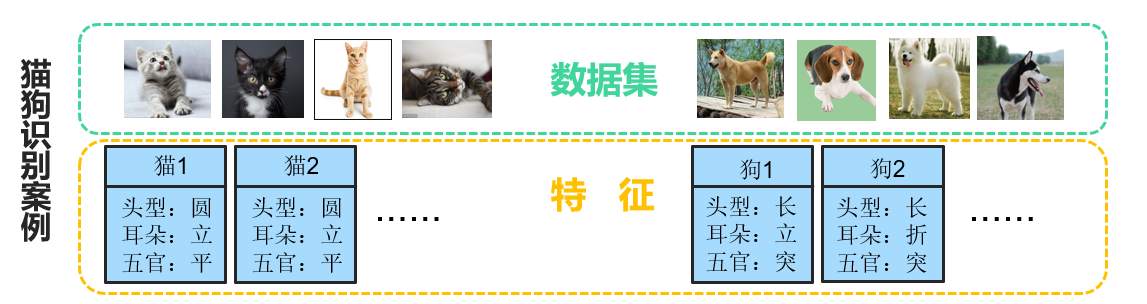 猫狗识别案例
数据集
猫1
头型：圆
耳朵：立
五官：平
猫2
头型：圆
耳朵：立
五官：平
……
特 征
狗1
头型：长
耳朵：立
五官：突
狗2
头型：长
耳朵：折
五官：突
……